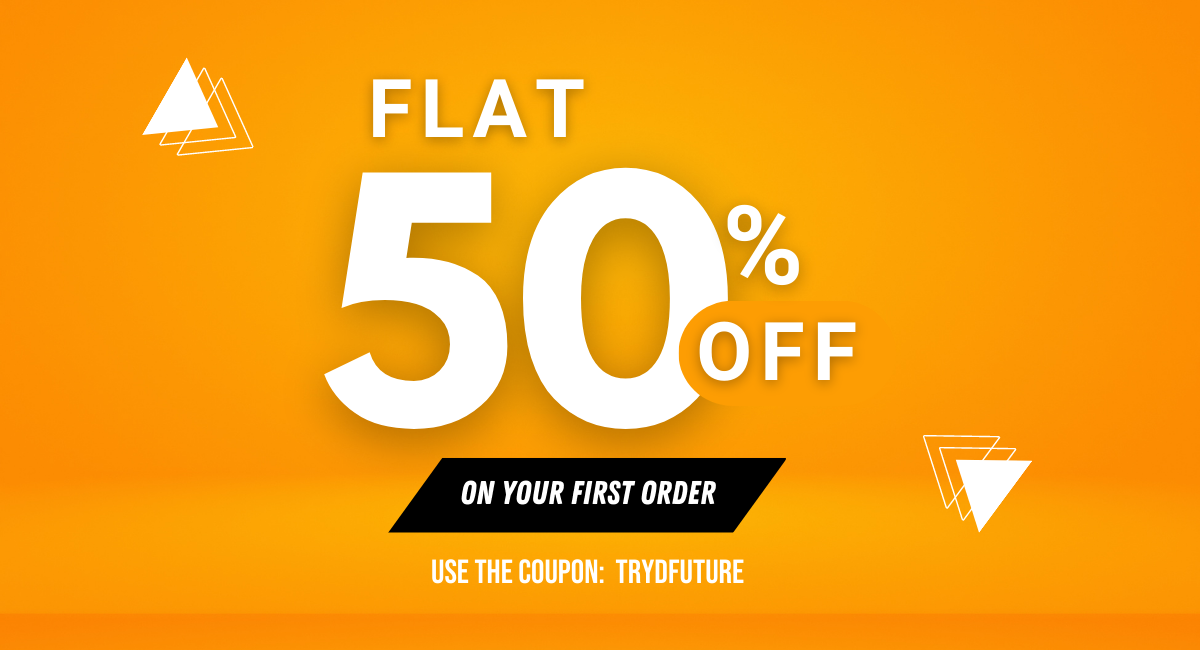 FLAT
50%
OFF
ON YOUR FIRST ORDER
USE THE COUPON: TRYDFUTURE